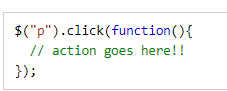 $("p").click(function(){
  // action goes here!!
});